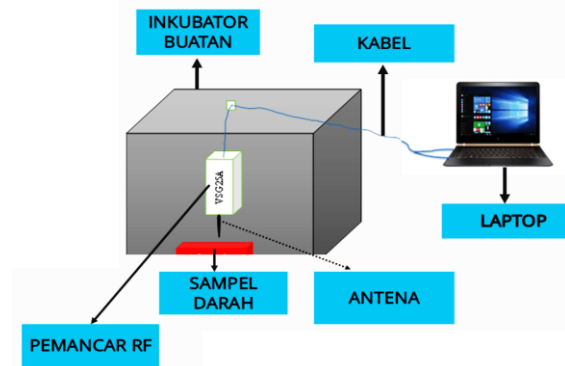 INKUBATOR
BUATAN
KABEL
VSG25A
LAPTOP
SAMPEL
DARAH
ANTENA
PEMANCAR RF